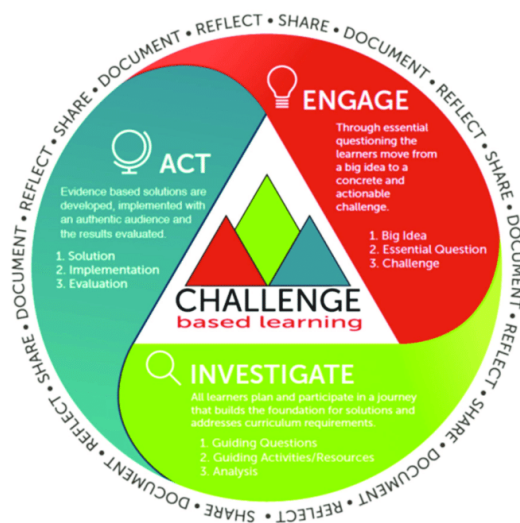 DOCUMENT • REFLECT • SHARE • DOCUMENT • REFLECT • SHARE • DOCUMENT • REFLECT • SHARE • DOCUMENT • REFLECT • SHARE • DOCUMENT • REFLECT • SHARE • DOCUMENT • REFLECT • SHARE •
ENGAGE
Through essential
questioning the
learners move from
a big idea to a
concrete and
actionable
challenge.
1. Big Idea
2. Essential Question
3. Challenge
ACT
Evidence based solutions are
developed, implemented with
an authentic audience and
the results evaluated.
1. Solution
2. Implementation
3. Evaluation
CHALLENGE
based learning
INVESTIGATE
All learners plan and participate in a journey
that builds the foundation for solutions and
addresses curriculum requirements.
1. Guiding Questions
2. Guiding Activities/Resources
3. Analysis